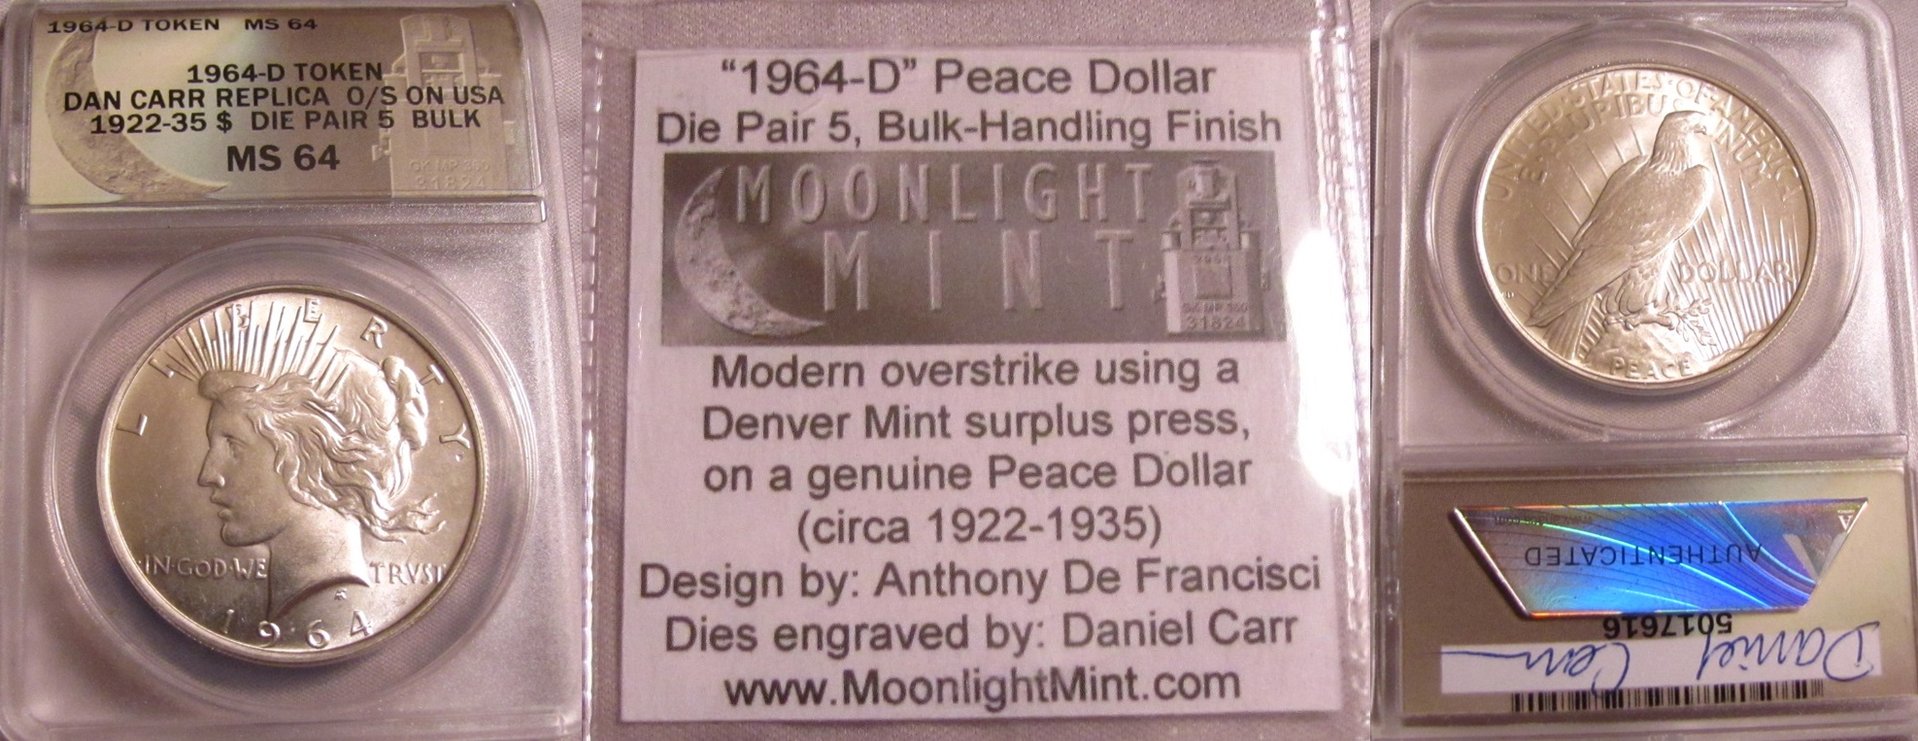 1964-D TOKEN MS 64
1964-D TOKEN
DAN CARR REPLICA O/S ON USA
1922-35 $ DIE PAIR 5 BULK
MS 64
GK MP 360
31824
LIBERTY
IN·GOD·WE TRVST
1964
"1964-D" Peace Dollar
Die Pair 5, Bulk-Handling Finish
MOONLIGHT
MINT
31824
Modern overstrike using a
Denver Mint surplus press,
on a genuine Peace Dollar
(circa 1922-1935)
Design by: Anthony De Francisci
Dies engraved by: Daniel Carr
www.MoonlightMint.com
UNITED·STATES·OF·AMERICA
E PLURIBUS UNUM
ONE DOLLAR
PEACE
AUTHENTICATED
5017616
Daniel Carr